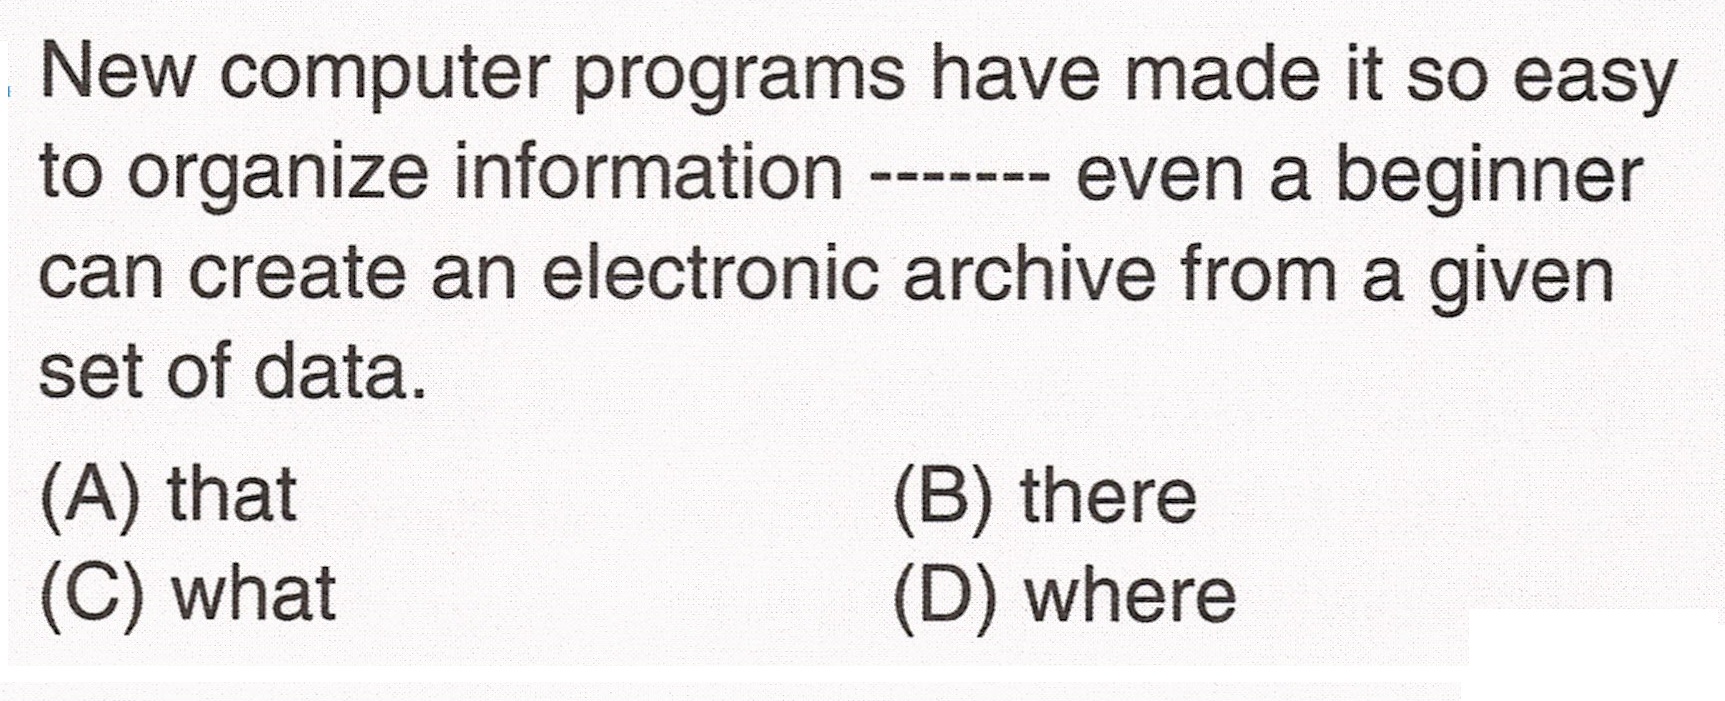 New computer programs have made it so easy
to organize information ------- even a beginner
can create an electronic archive from a given
set of data.
(A) that
(B) there
(C) what
(D) where